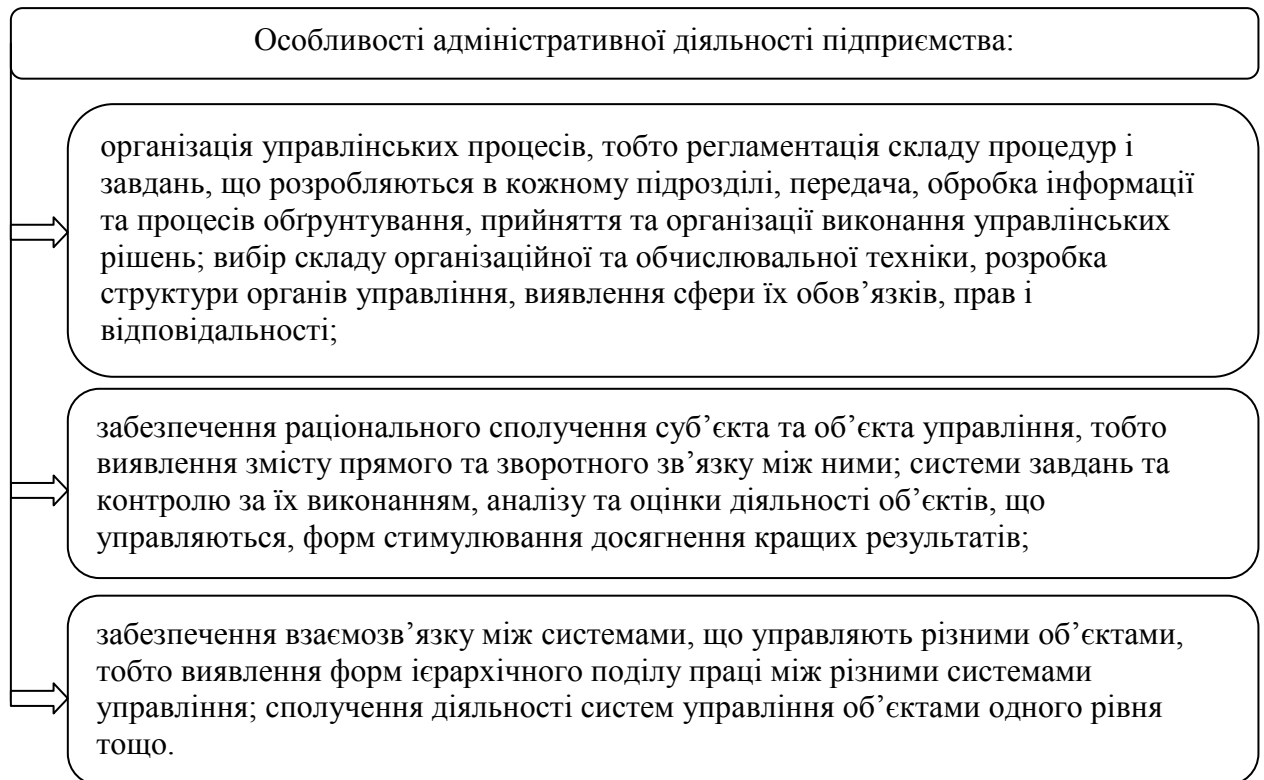 Особливості адміністративної діяльності підприємства:
організація управлінських процесів, тобто регламентація складу процедур і
завдань, що розробляються в кожному підрозділі, передача, обробка інформації
та процесів обґрунтування, прийняття та організації виконання управлінських
рішень; вибір складу організаційної та обчислювальної техніки, розробка
структури органів управління, виявлення сфери їх обов’язків, прав і
відповідальності;
забезпечення раціонального сполучення суб’єкта та об’єкта управління, тобто
виявлення змісту прямого та зворотного зв’язку між ними; системи завдань та
контролю за їх виконанням, аналізу та оцінки діяльності об’єктів, що
управляються, форм стимулювання досягнення кращих результатів;
забезпечення взаємозв’язку між системами, що управляють різними об’єктами,
тобто виявлення форм ієрархічного поділу праці між різними системами
управління; сполучення діяльності систем управління об’єктами одного рівня
тощо.